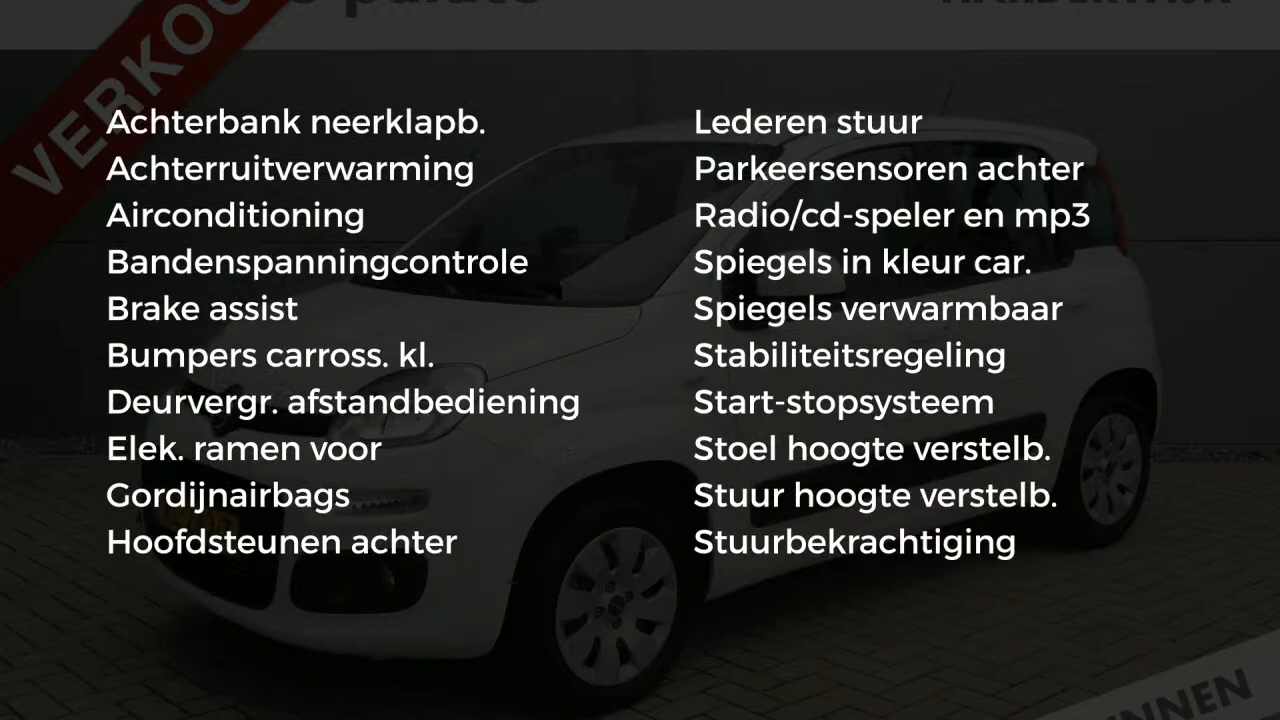 Achterbank neerklapb.
Achterruitverwarming
Airconditioning
Bandenspanningcontrole
Brake assist
Bumpers carross. kl.
Deurvergr. afstandbediening
Elek. ramen voor
Gordijnairbags
Hoofdsteunen achter
Lederen stuur
Parkeersensoren achter
Radio/cd-speler en mp3
Spiegels in kleur car.
Spiegels verwarmbaar
Stabiliteitsregeling
Start-stopsysteem
Stoel hoogte verstelb.
Stuur hoogte verstelb.
Stuurbekrachtiging